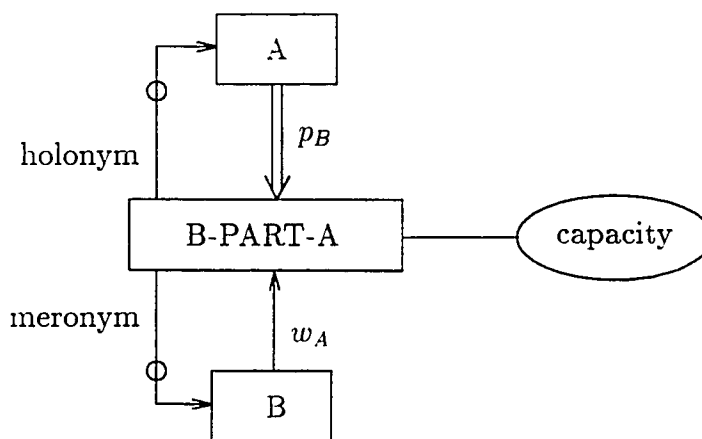 A
p_B
holonym
B-PART-A
capacity
meronym
w_A
B